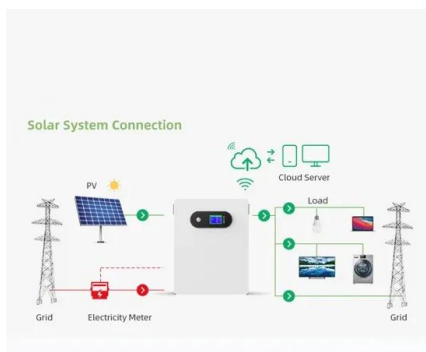 Solar System Connection
Cloud Server
PV
Load
Grid
Electricity Meter
Grid